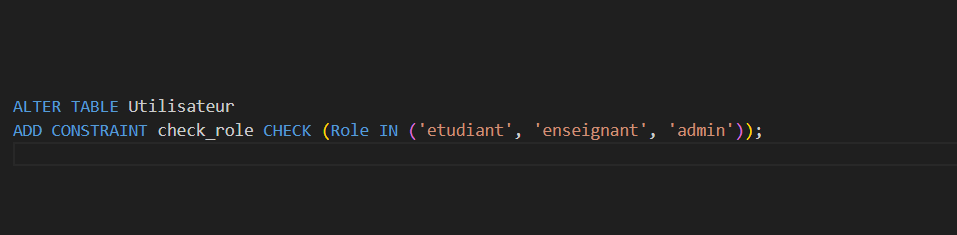 ALTER TABLE Utilisateur
ADD CONSTRAINT check_role CHECK (Role IN ('etudiant', 'enseignant', 'admin'));